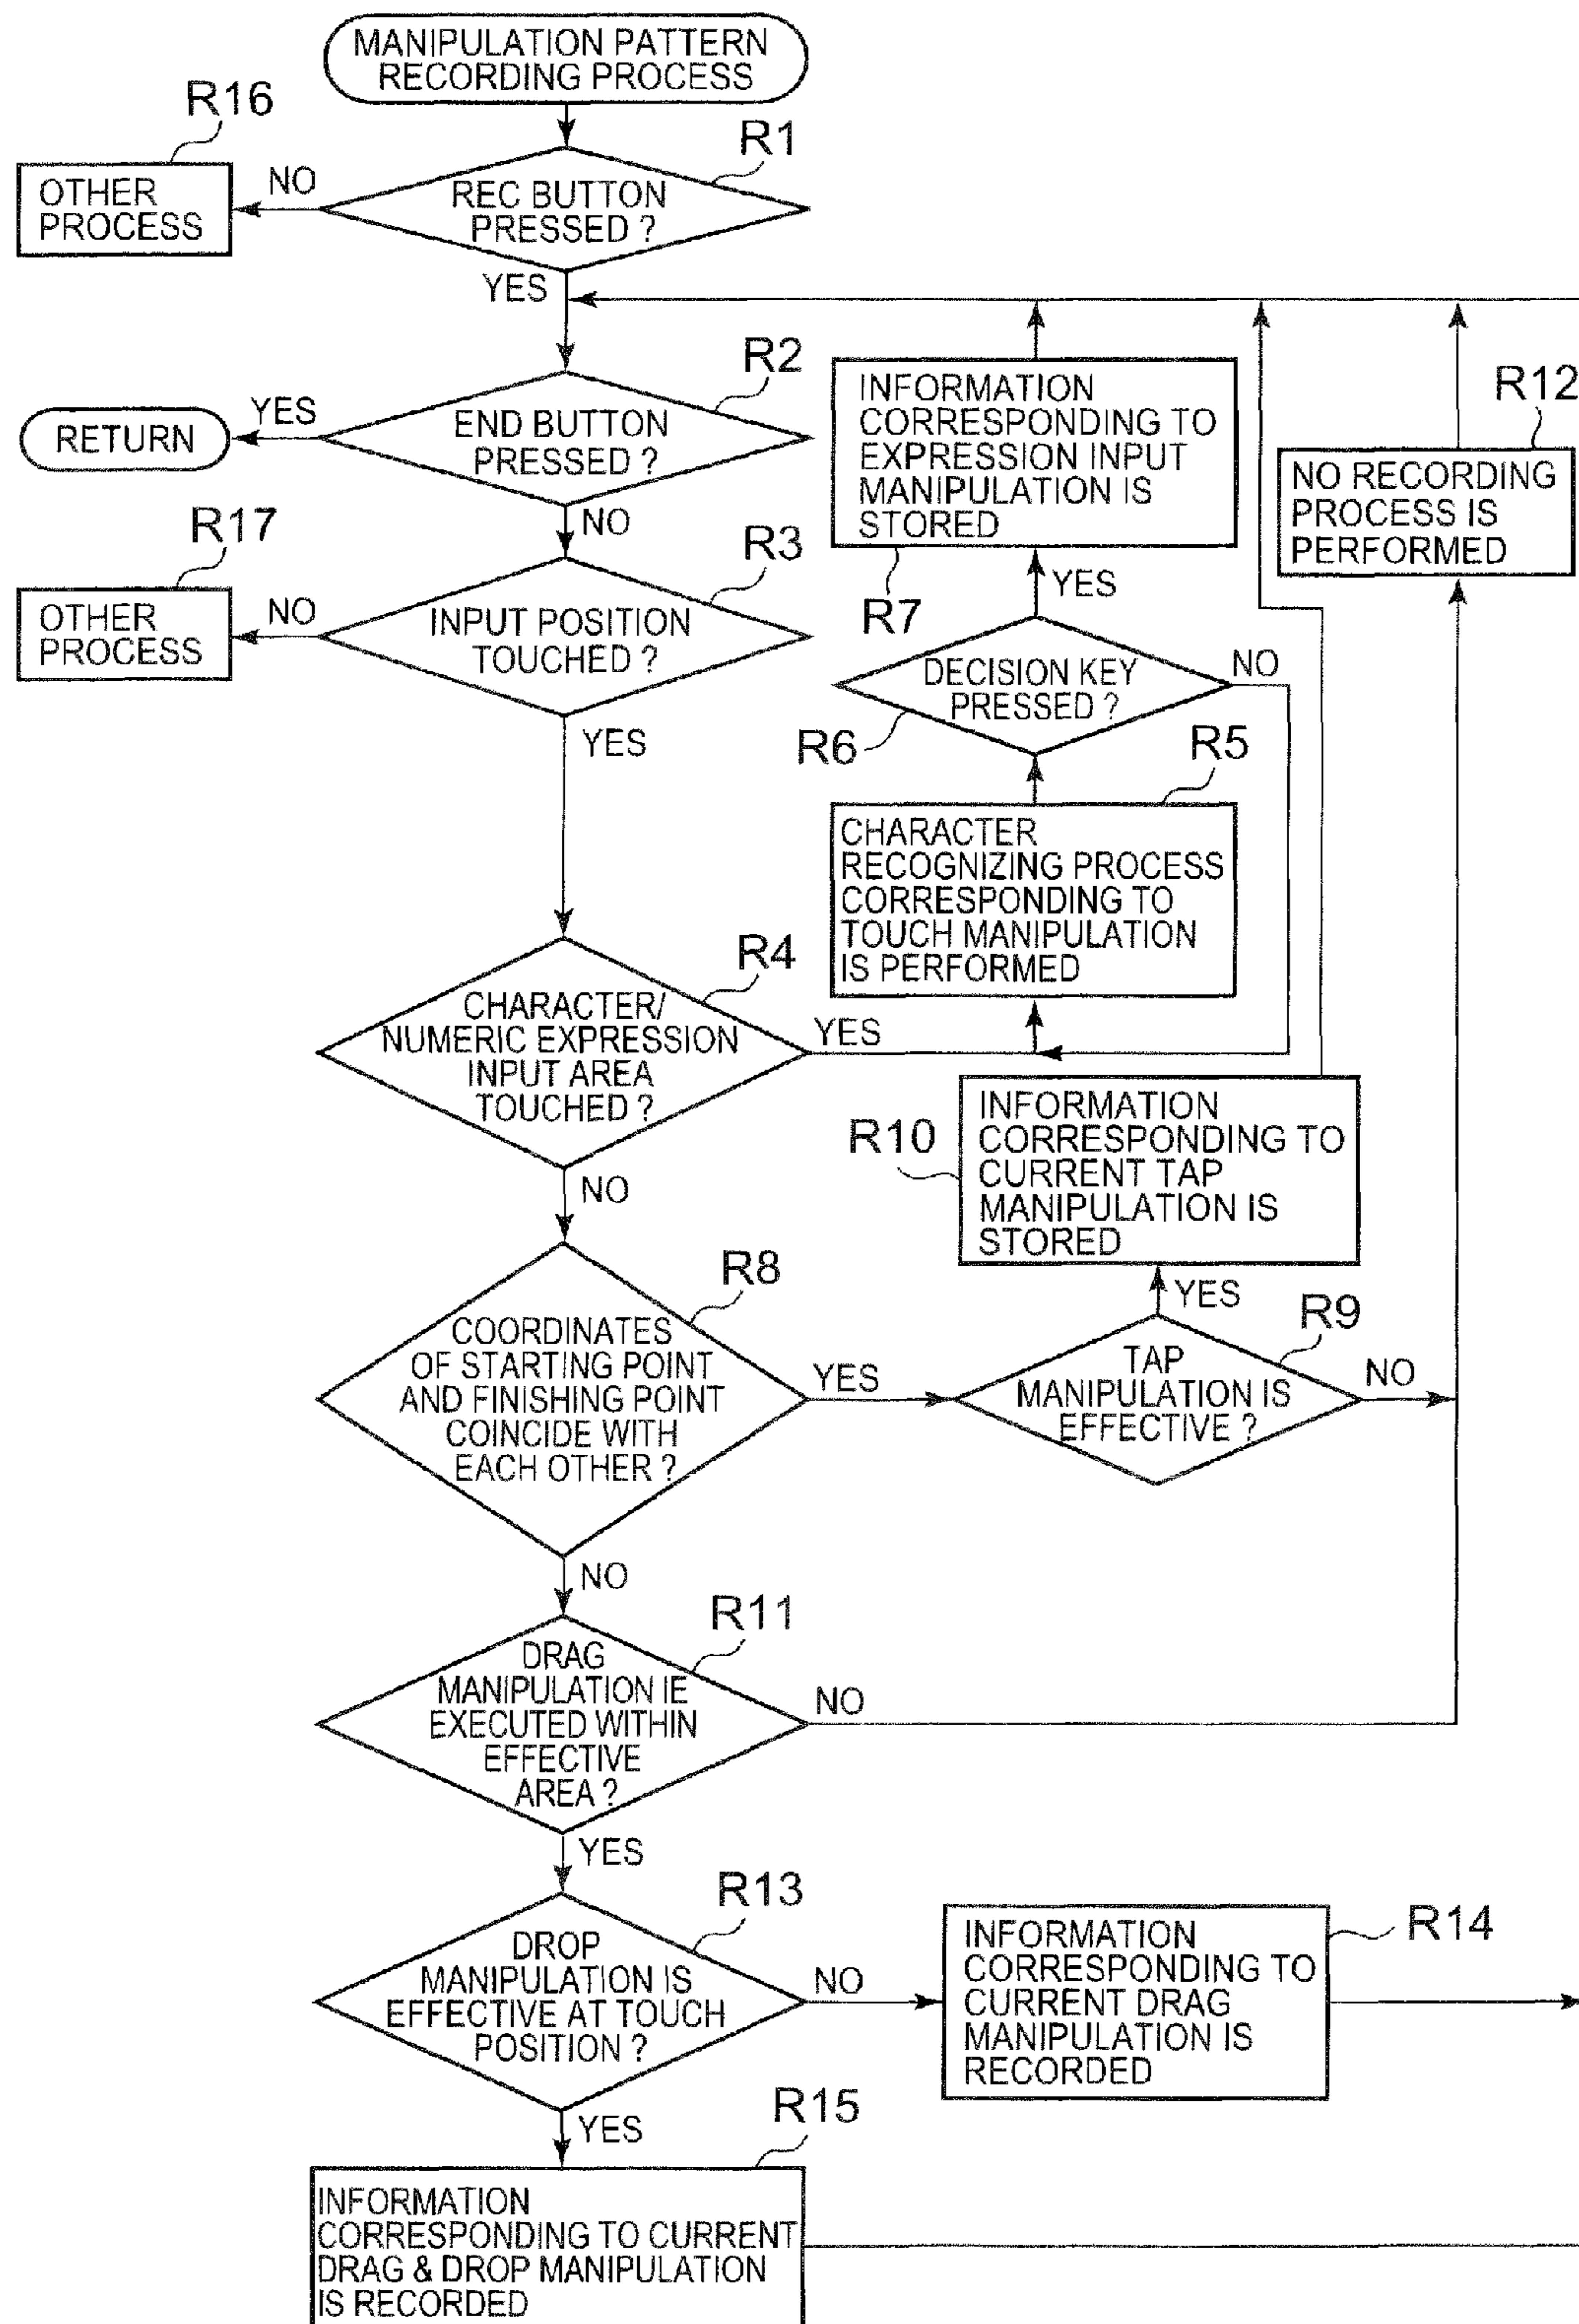 MANIPULATION PATTERN
RECORDING PROCESS
R16
R1
OTHER
PROCESS
NO
REC BUTTON
PRESSED ?
YES
R2
YES
RETURN
END BUTTON
PRESSED ?
NO
INFORMATION
CORRESPONDING TO
EXPRESSION INPUT
MANIPULATION IS
STORED
R7
R12
NO RECORDING
PROCESS IS
PERFORMED
R17
R3
OTHER
PROCESS
NO
INPUT POSITION
TOUCHED ?
YES
YES
DECISION KEY
PRESSED ?
NO
R6
R5
CHARACTER
RECOGNIZING PROCESS
CORRESPONDING TO
TOUCH MANIPULATION
IS PERFORMED
R4
CHARACTER/
NUMERIC EXPRESSION
INPUT AREA
TOUCHED ?
YES
NO
R10
INFORMATION
CORRESPONDING TO
CURRENT TAP
MANIPULATION IS
STORED
R8
COORDINATES
OF STARTING POINT
AND FINISHING POINT
COINCIDE WITH
EACH OTHER ?
YES
YES
R9
TAP
MANIPULATION IS
EFFECTIVE ?
NO
NO
R11
DRAG
MANIPULATION IE
EXECUTED WITHIN
EFFECTIVE
AREA ?
NO
YES
R13
DROP
MANIPULATION IS
EFFECTIVE AT TOUCH
POSITION ?
NO
INFORMATION
CORRESPONDING TO
CURRENT DRAG
MANIPULATION IS
RECORDED
R14
YES
R15
INFORMATION
CORRESPONDING TO CURRENT
DRAG & DROP MANIPULATION
IS RECORDED